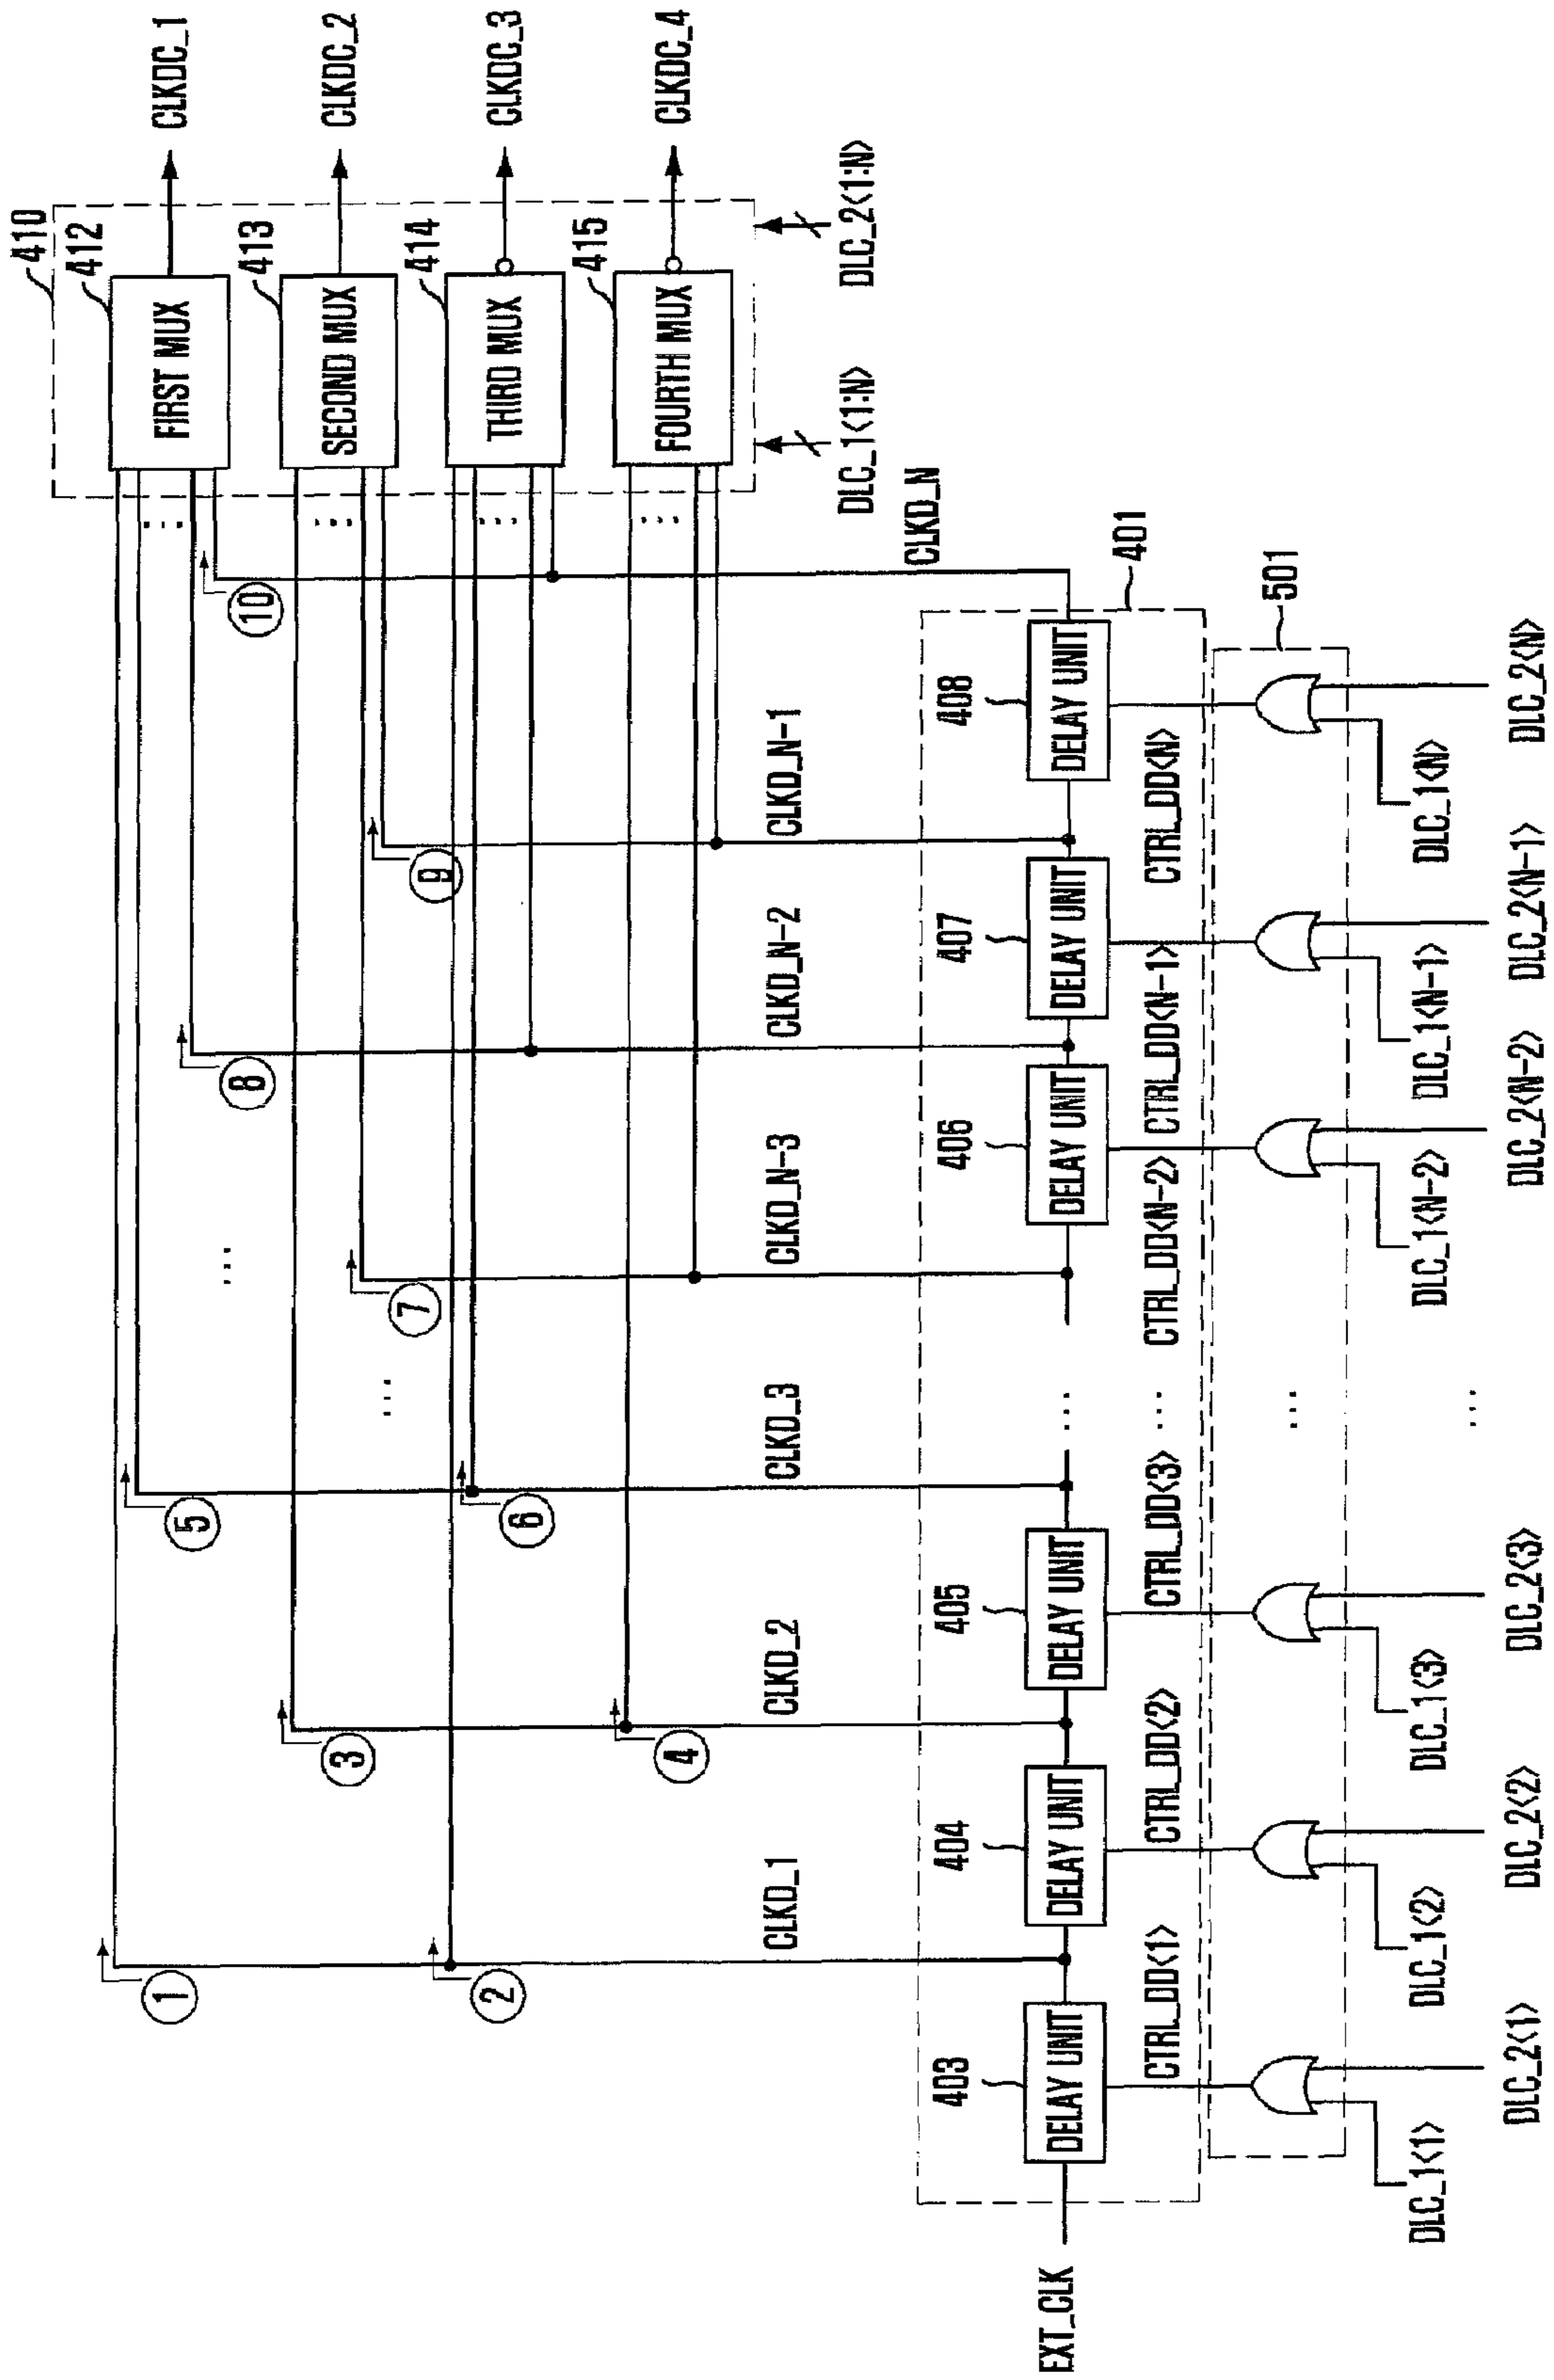 410
412
FIRST MUX
CLKDC_1
413
SECOND MUX
CLKDC_2
414
THIRD MUX
CLKDC_3
415
FOURTH MUX
CLKDC_4
DLC_1<1:N>
DLC_2<1:N>
1
5
...
8
10
...
3
...
7
9
...
2
6
...
4
...
CLKD_1
CLKD_2
CLKD_3
CLKD_N-3
CLKD_N-2
CLKD_N-1
CLKD_N
401
403
404
405
406
407
408
EXT_CLK
DELAY UNIT
DELAY UNIT
DELAY UNIT
...
DELAY UNIT
DELAY UNIT
DELAY UNIT
CTRL_DD<1>
CTRL_DD<2>
CTRL_DD<3>
...
CTRL_DD<N-2>
CTRL_DD<N-1>
CTRL_DD<N>
501
...
DLC_1<1>
DLC_1<2>
DLC_1<3>
DLC_1<N-2>
DLC_1<N-1>
DLC_1<N>
DLC_2<1>
DLC_2<2>
DLC_2<3>
...
DLC_2<N-2>
DLC_2<N-1>
DLC_2<N>